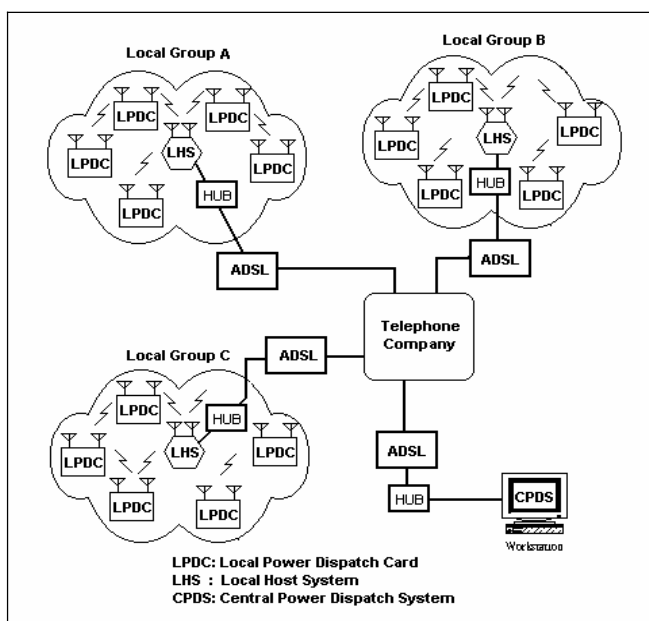 Local Group A
LPDC
LPDC
LPDC
LHS
LPDC
LPDC
HUB
ADSL
Local Group B
LPDC
LHS
LPDC
LPDC
HUB
LPDC
LPDC
ADSL
Telephone
Company
Local Group C
ADSL
LPDC
HUB
LPDC
LHS
LPDC
LPDC
LPDC
ADSL
HUB
CPDS
Workstation
LPDC: Local Power Dispatch Card
LHS : Local Host System
CPDS: Central Power Dispatch System